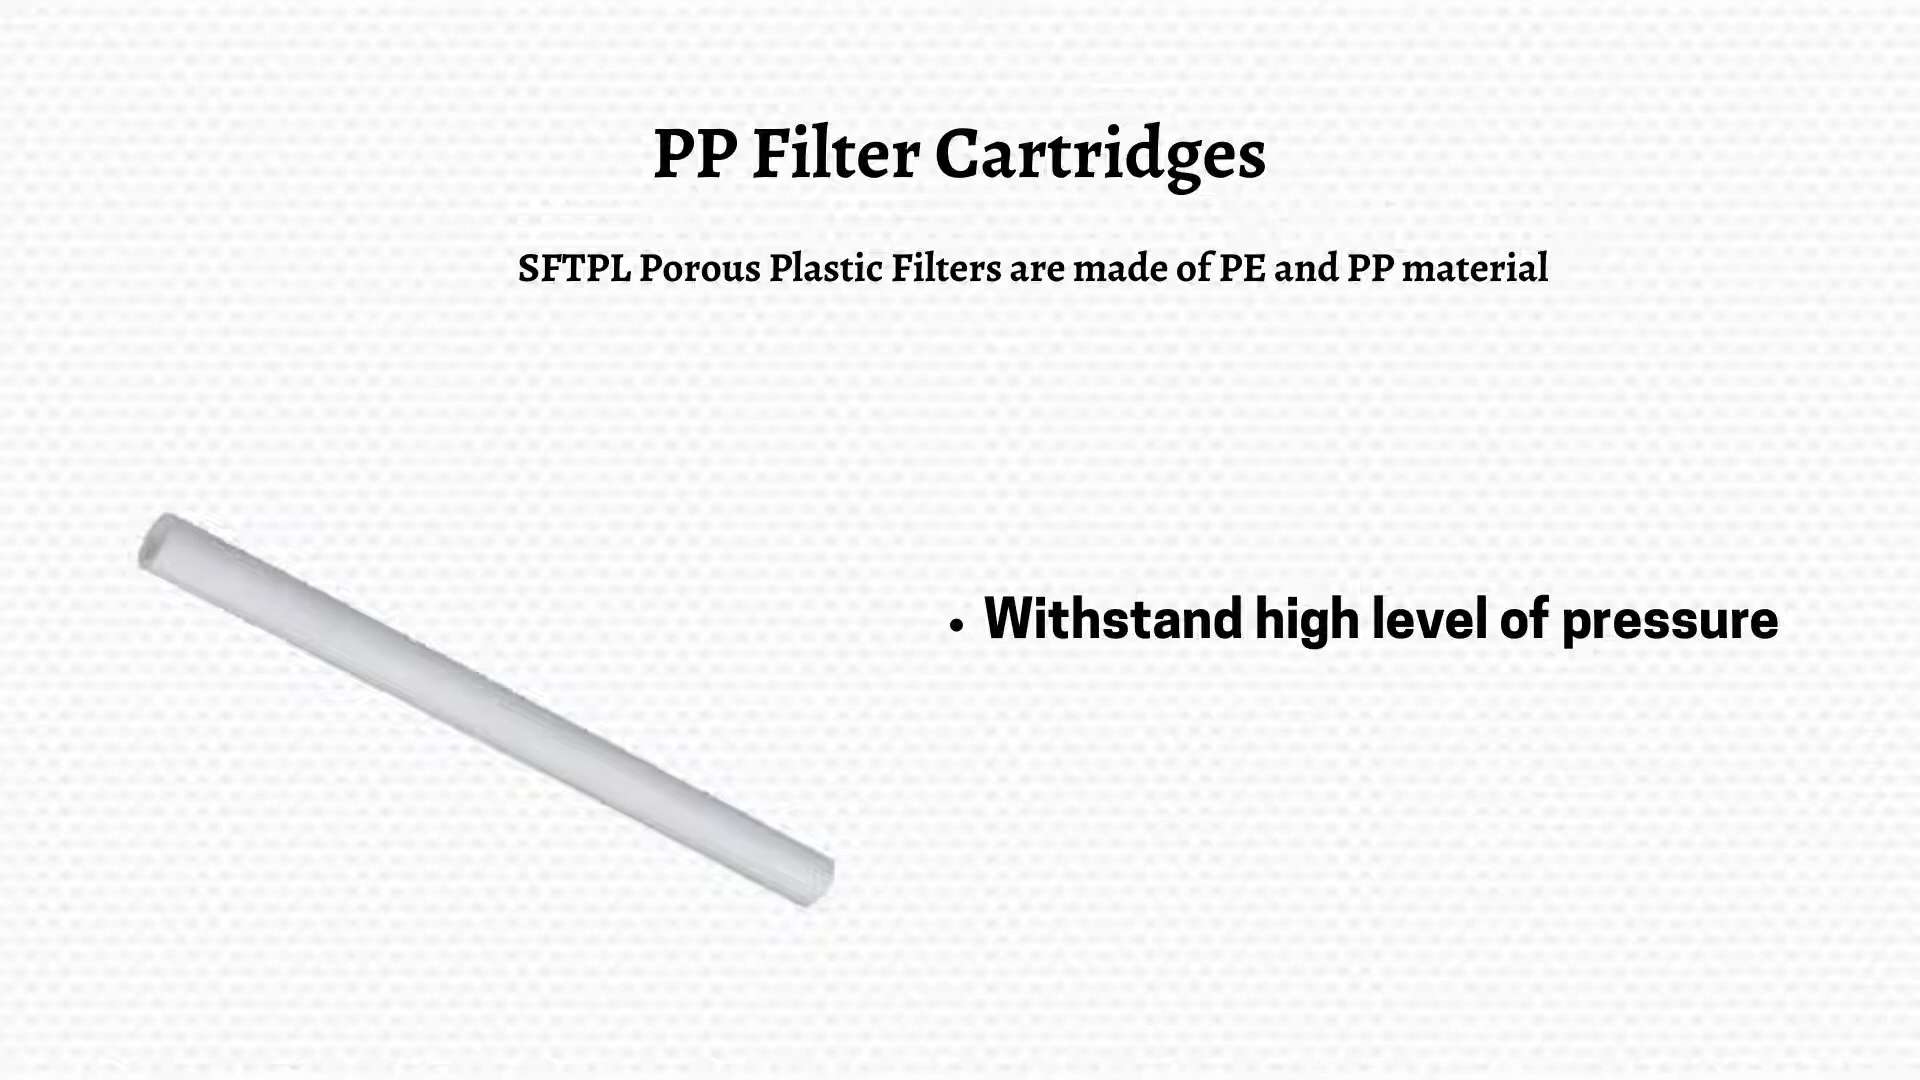 PP Filter Cartridges
SFTPL Porous Plastic Filters are made of PE and PP material
• Withstand high level of pressure